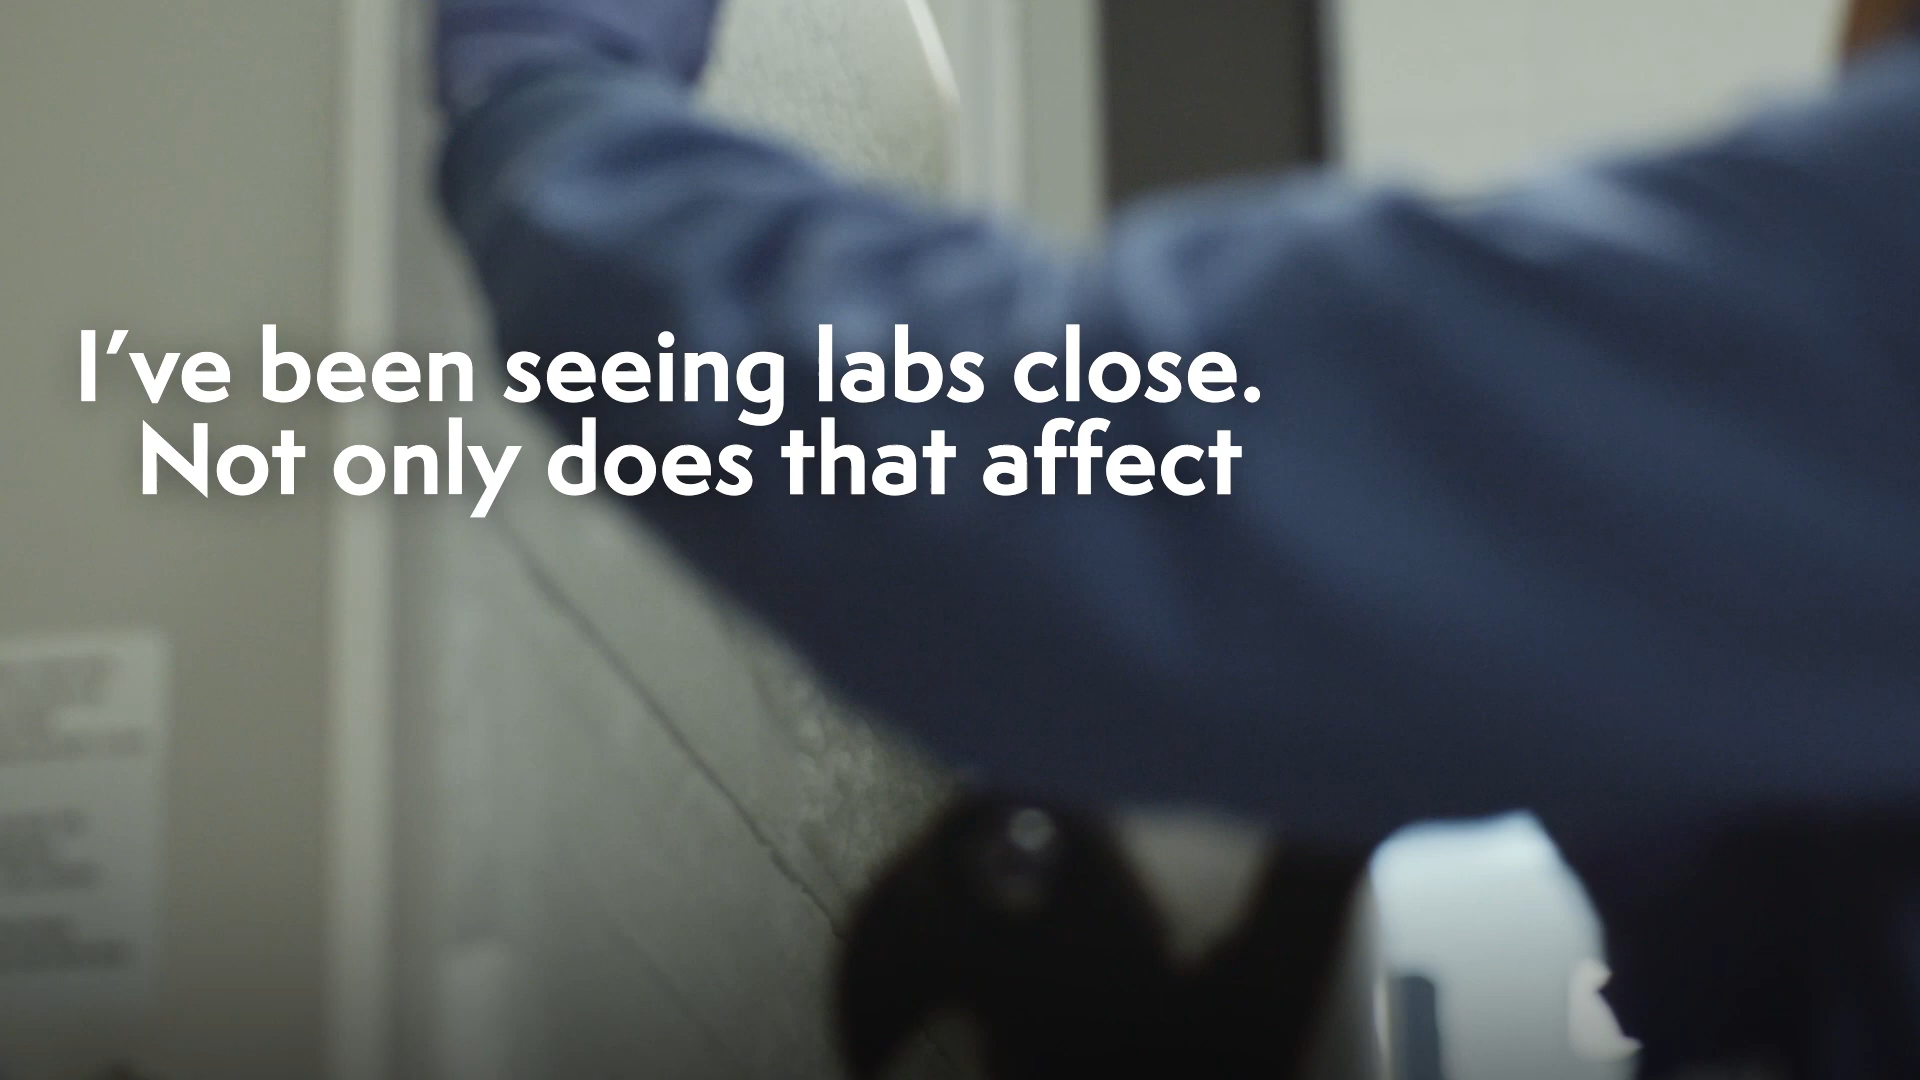 I've been seeing labs close.
Not only does that affect